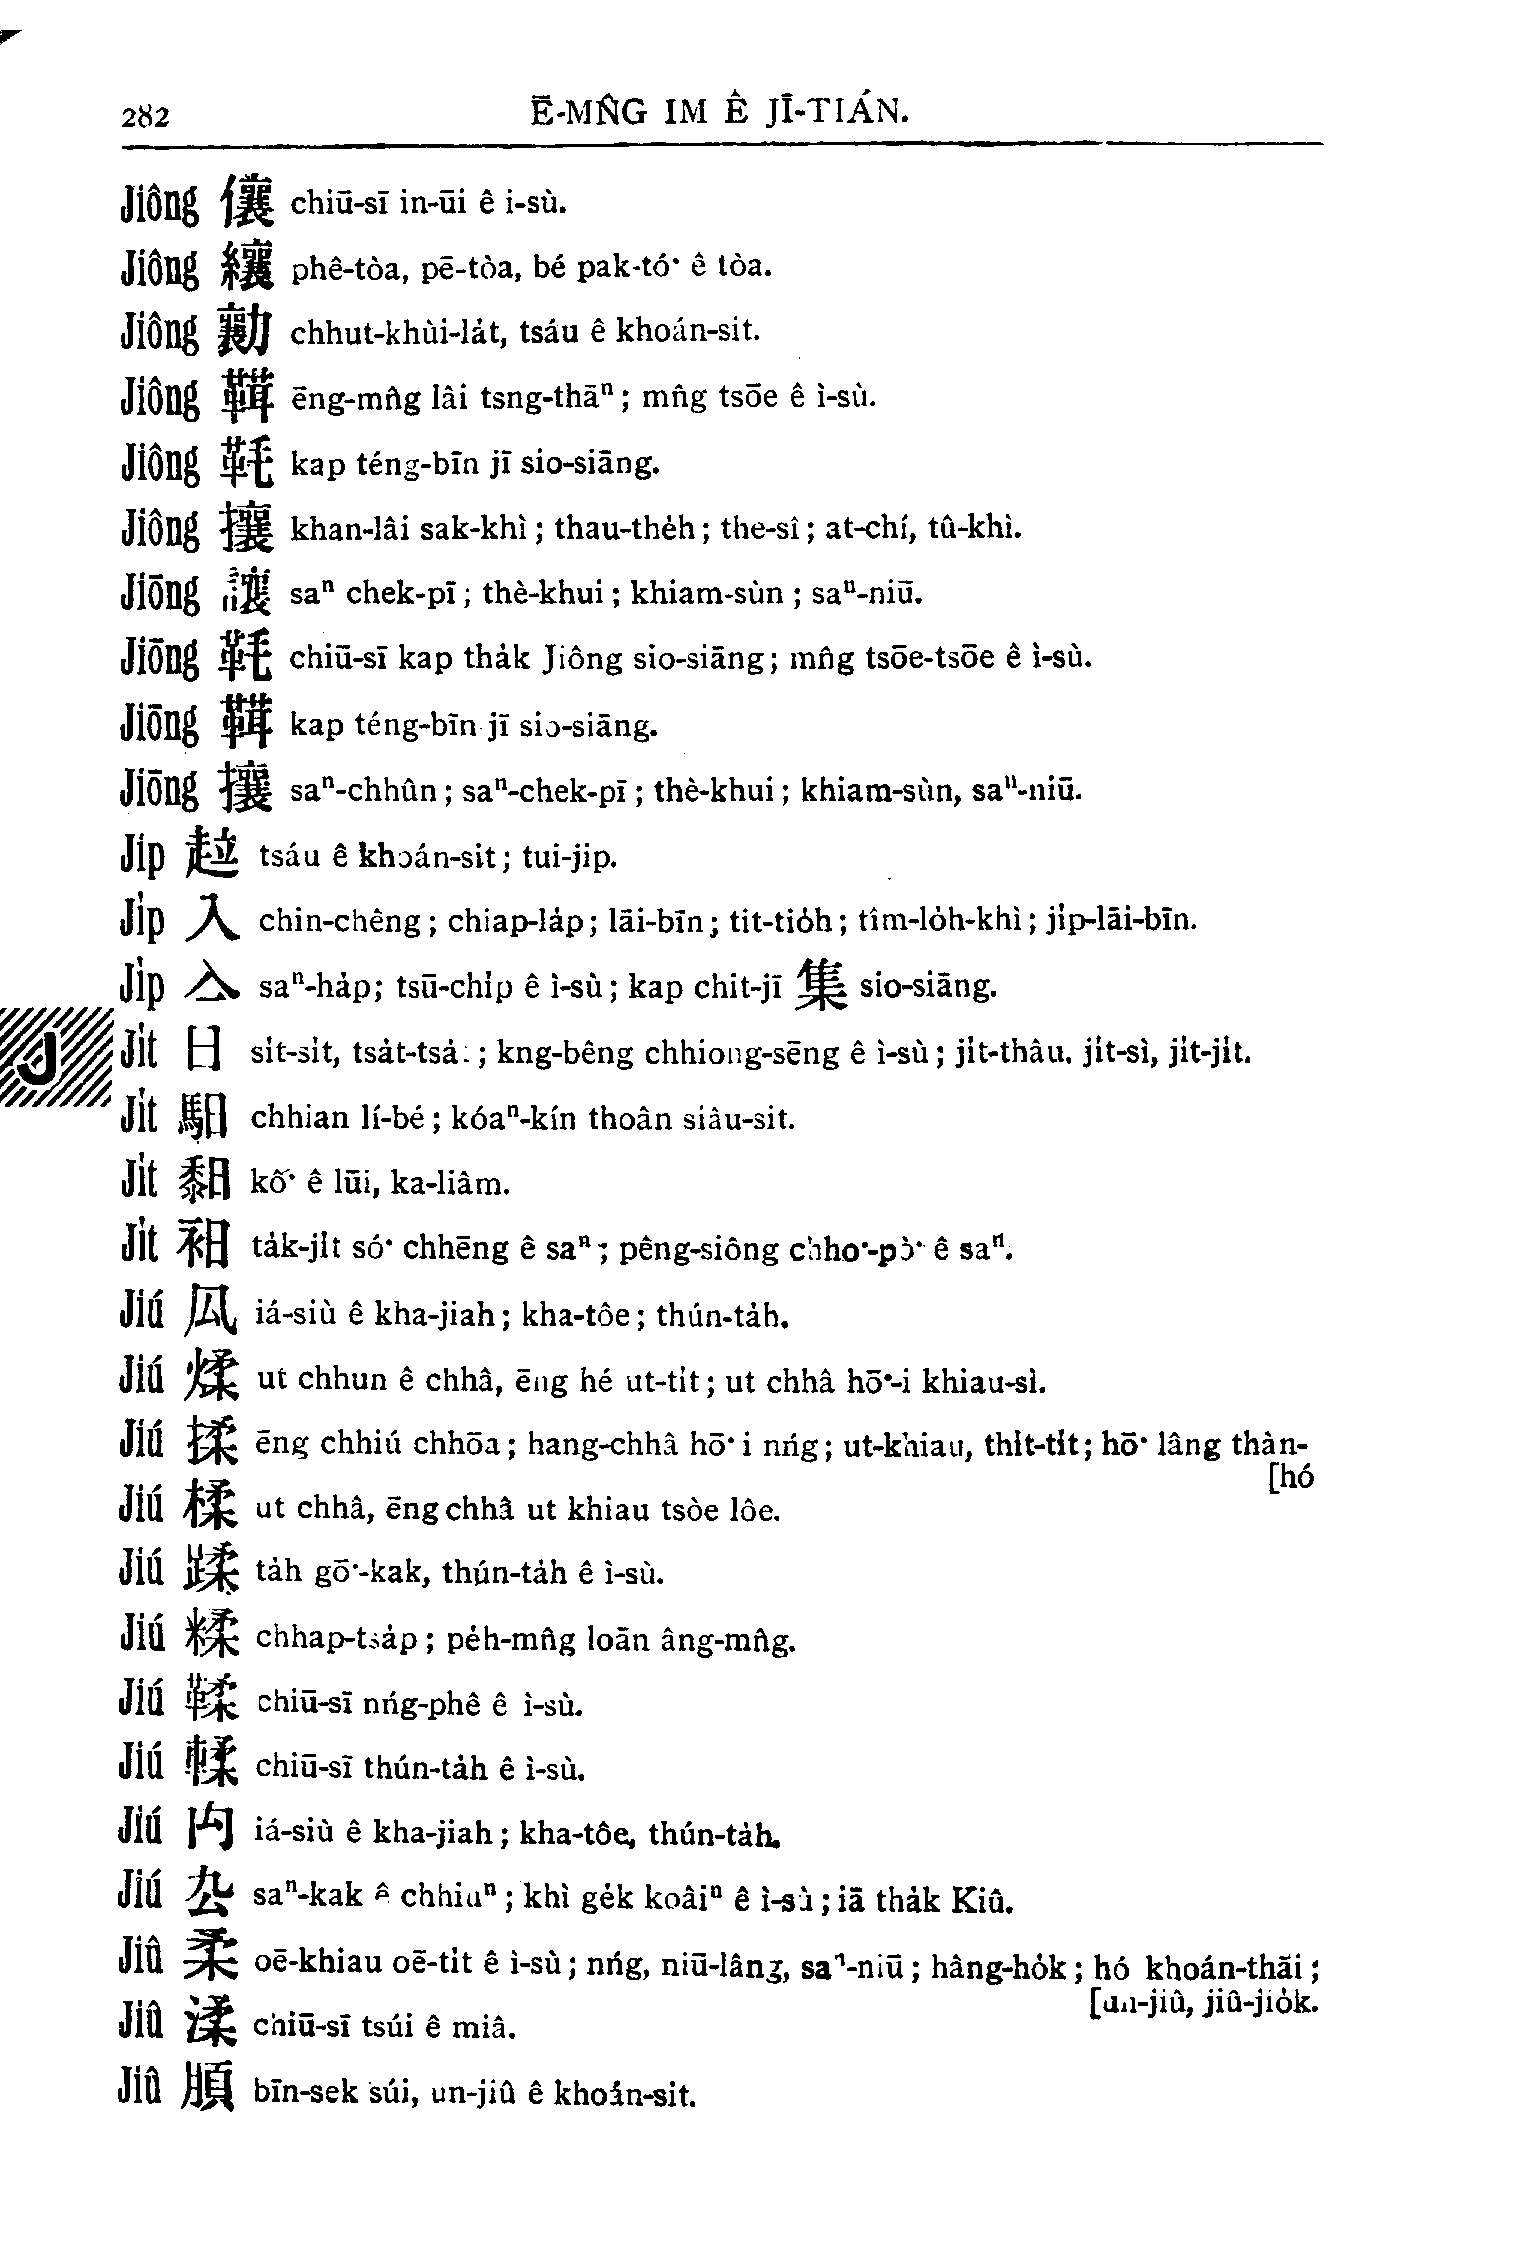 282 Ē-MN̂G IM Ê JĪ-TIÁN.
Jiông 儴 chiū-sī in-ūi ê i-sù.
Jiông 纕 phê-tòa, pē-tòa, bé pak-tó͘ ê tòa.
Jiông 勷 chhut-khùi-la̍t, tsáu ê khoán-sit.
Jiông 鞲 ēng-mn̂g lâi tsng-thāⁿ; mn̂g tsōe ê ì-sù.
Jiông 毦 kap téng-bīn jī sio-siāng.
Jiông 攘 khan-lâi sak-khì; thau-the̍h; the-sî; at-chí, tû-khì.
Jiōng 讓 saⁿ chek-pī; thè-khui; khiam-sùn; saⁿ-niū.
Jiōng chiū-sī kap tha̍k Jiông sio-siāng; mn̂g tsōe-tsōe ê ì-sù.
Jiōng kap téng-bīn jī sio-siāng.
Jiōng 攘 saⁿ-chhûn; saⁿ-chek-pī; thè-khui; khiam-sùn, saⁿ-niū.
Jip 䟷 tsáu ê khoán-sit; tui-jip.
Ji̍p 入 chin-chêng; chiap-la̍p; lāi-bīn; tit-tio̍h; tîm-lo̍h-khì; ji̍p-lāi-bīn.
Ji̍p 亼 saⁿ-ha̍p; tsū-chi̍p ê ì-sù; kap chit-jī 集 sio-siāng.
J
Ji̍t 日 si̍t-si̍t, tsa̍t-tsa̍t; kng-bêng chhiong-sēng ê ì-sù; ji̍t-thâu, ji̍t-sì, ji̍t-ji̍t.
Ji̍t 馹 chhian lí-bé; kóaⁿ-kín thoân siâu-sit.
Ji̍t 䵒 kô͘ ê lūi, ka-liâm.
Ji̍t 衵 ta̍k-ji̍t só͘ chhēng ê saⁿ; pêng-siông chho͘-pò͘ ê saⁿ.
Jiú iá-siù ê kha-jiah; kha-tôe; thún-ta̍h.
Jiú 煣 ut chhun ê chhâ, ēng hé ut-ti̍t; ut chhâ hō͘-i khiau-sì.
Jiú 揉 ēng chhiú chhōa; hang-chhâ hō͘ i nńg; ut-khiau, thi̍t-ti̍t; hō͘ lâng thàn-
[hó
Jiú 楺 ut chhâ, ēng chhâ ut khiau tsòe lôe.
Jiú 蹂 ta̍h gō͘-kak, thún-ta̍h ê ì-sù.
Jiú 糅 chhap-tsa̍p; pe̍h-mn̂g loān âng-mn̂g.
Jiú 鞣 chiū-sī nńg-phê ê ì-sù.
Jiú 輮 chiū-sī thún-ta̍h ê ì-sù.
Jiú 禸 iá-siù ê kha-jiah; kha-tôe, thún-ta̍h.
Jiú 厹 saⁿ-kak ê chhiuⁿ; khì ge̍k koâiⁿ ê ì-sù; iā tha̍k Kiû.
Jiû 柔 oē-khiau oē-ti̍t ê ì-sù; nńg, niū-lâng, saⁿ-niū; hâng-ho̍k; hó khoán-thāi;
[un-jiû, jiû-jio̍k.
Jiû 渘 chiū-sī tsúi ê miâ.
Jiû 脜 bīn-sek súi, un-jiû ê khoán-sit.